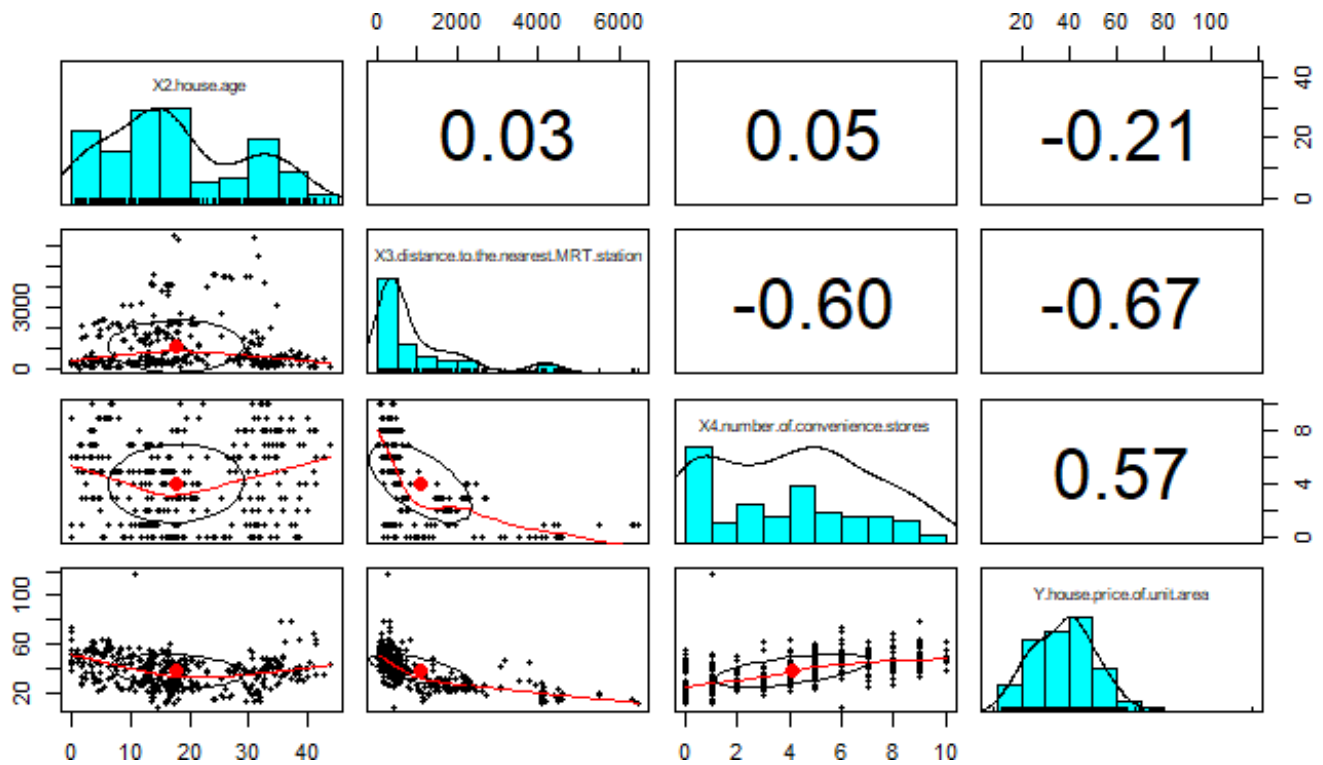 0 2000 4000 6000 20 40 60 80 100
X2.house.age
0.03
0.05
-0.21
0 20 40
X3.distance.to.the.nearest.MRT.station
-0.60
-0.67
0 3000
X4.number.of.convenience.stores
0.57
0 4 8
Y.house.price.of.unit.area
20 60 100
0 10 20 30 40 0 2 4 6 8 10